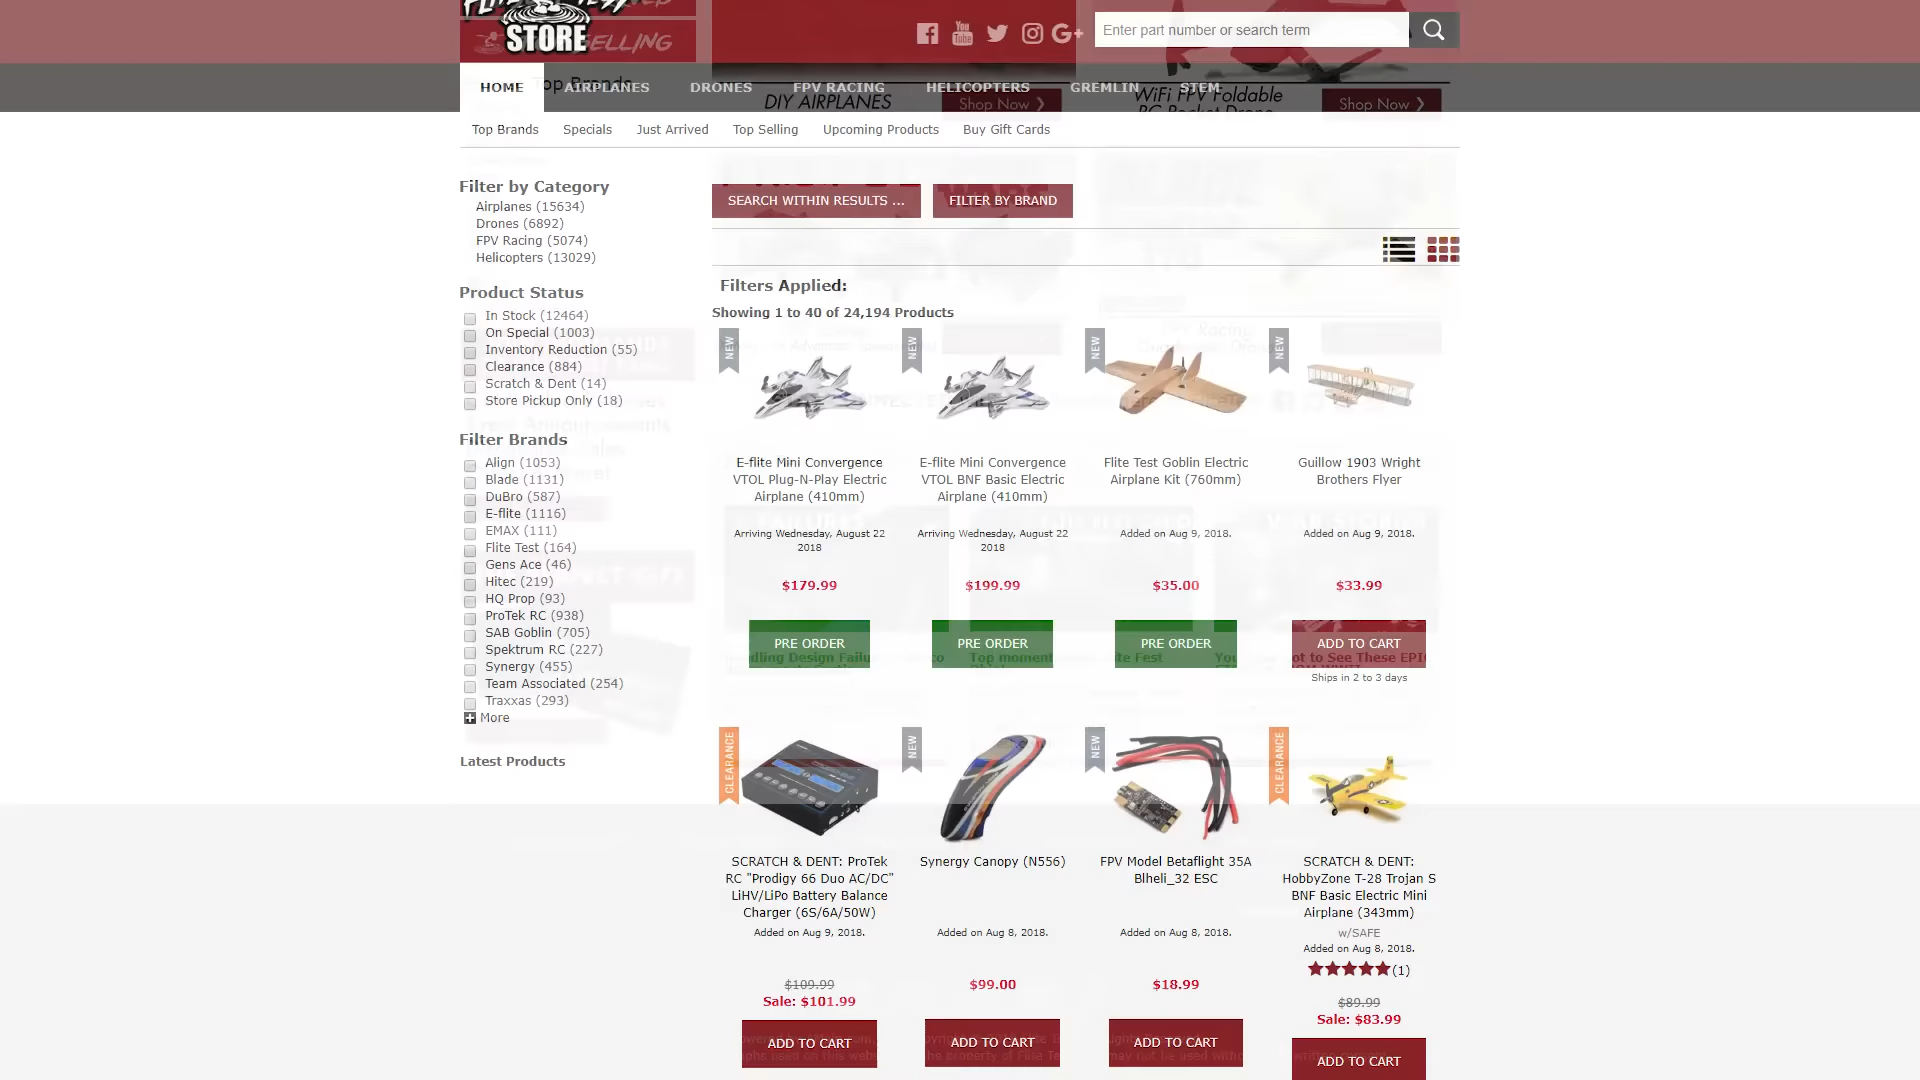 STORE
SELLING
Enter part number or search term
HOME
AIRPLANES
DRONES
FPV RACING
HELICOPTERS
GREMLIN
STEM
Top Brands
DIY AIRPLANES
Shop Now
WiFi FPV Foldable
Shop Now
Top Brands
Specials
Just Arrived
Top Selling
Upcoming Products
Buy Gift Cards
Filter by Category
Airplanes (15634)
Drones (6892)
FPV Racing (5074)
Helicopters (13029)
Product Status
In Stock (12464)
On Special (1003)
Inventory Reduction (55)
Clearance (884)
Scratch & Dent (14)
Store Pickup Only (18)
Filter Brands
Align (1053)
Blade (1131)
DuBro (587)
E-flite (1116)
EMAX (111)
Flite Test (164)
Gens Ace (46)
Hitec (219)
HQ Prop (93)
ProTek RC (938)
SAB Goblin (705)
Spektrum RC (227)
Synergy (455)
Team Associated (254)
Traxxas (293)
More
Latest Products
SEARCH WITHIN RESULTS ...
FILTER BY BRAND
Filters Applied:
Showing 1 to 40 of 24,194 Products
NEW
E-flite Mini Convergence
VTOL Plug-N-Play Electric
Airplane (410mm)
Arriving Wednesday, August 22
2018
$179.99
PRE ORDER
NEW
E-flite Mini Convergence
VTOL BNF Basic Electric
Airplane (410mm)
Arriving Wednesday, August 22
2018
$199.99
PRE ORDER
NEW
Flite Test Goblin Electric
Airplane Kit (760mm)
Added on Aug 9, 2018.
$35.00
PRE ORDER
NEW
Guillow 1903 Wright
Brothers Flyer
Added on Aug 9, 2018.
$33.99
ADD TO CART
Ships in 2 to 3 days
CLEARANCE
SCRATCH & DENT: ProTek
RC "Prodigy 66 Duo AC/DC"
LiHV/LiPo Battery Balance
Charger (6S/6A/50W)
Added on Aug 9, 2018.
$109.99
Sale: $101.99
ADD TO CART
NEW
Synergy Canopy (N556)
Added on Aug 8, 2018.
$99.00
ADD TO CART
NEW
FPV Model Betaflight 35A
Blheli_32 ESC
Added on Aug 8, 2018.
$18.99
ADD TO CART
CLEARANCE
SCRATCH & DENT:
HobbyZone T-28 Trojan S
BNF Basic Electric Mini
Airplane (343mm)
w/SAFE
Added on Aug 8, 2018.
(1)
$89.99
Sale: $83.99
ADD TO CART